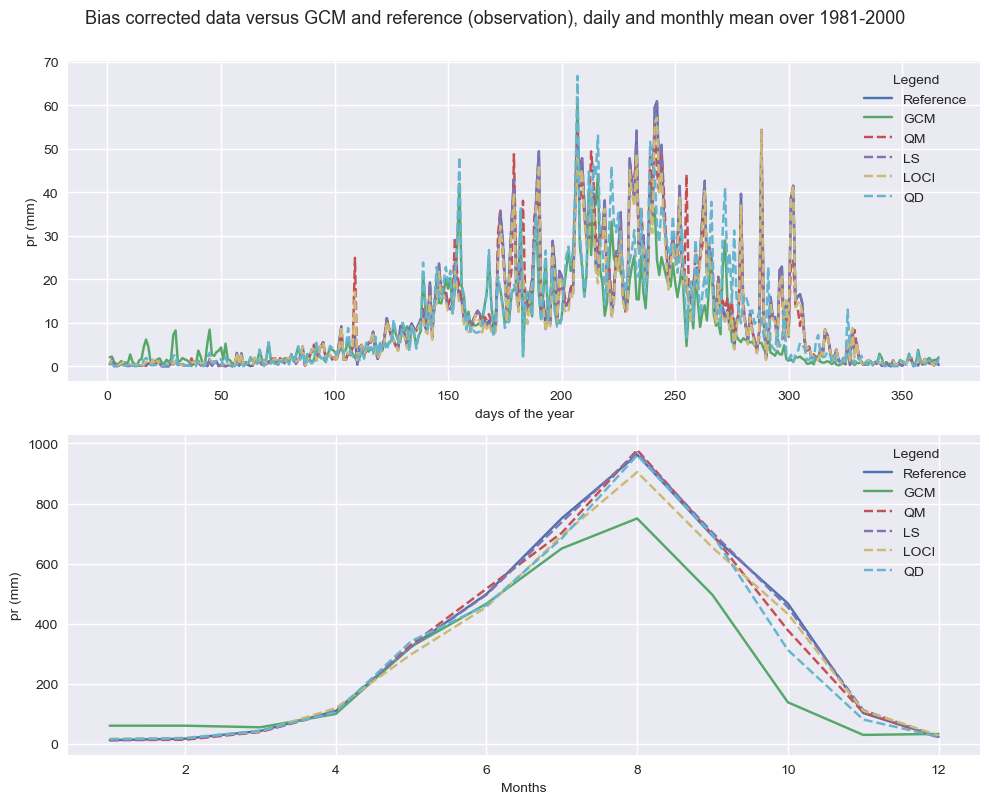 Bias corrected data versus GCM and reference (observation), daily and monthly mean over 1981-2000
70
60
50
40
30
20
10
0
pr (mm)
0 50 100 150 200 250 300 350
days of the year
Legend
Reference
GCM
QM
LS
LOCI
QD
1000
800
600
400
200
0
pr (mm)
2 4 6 8 10 12
Months
Legend
Reference
GCM
QM
LS
LOCI
QD